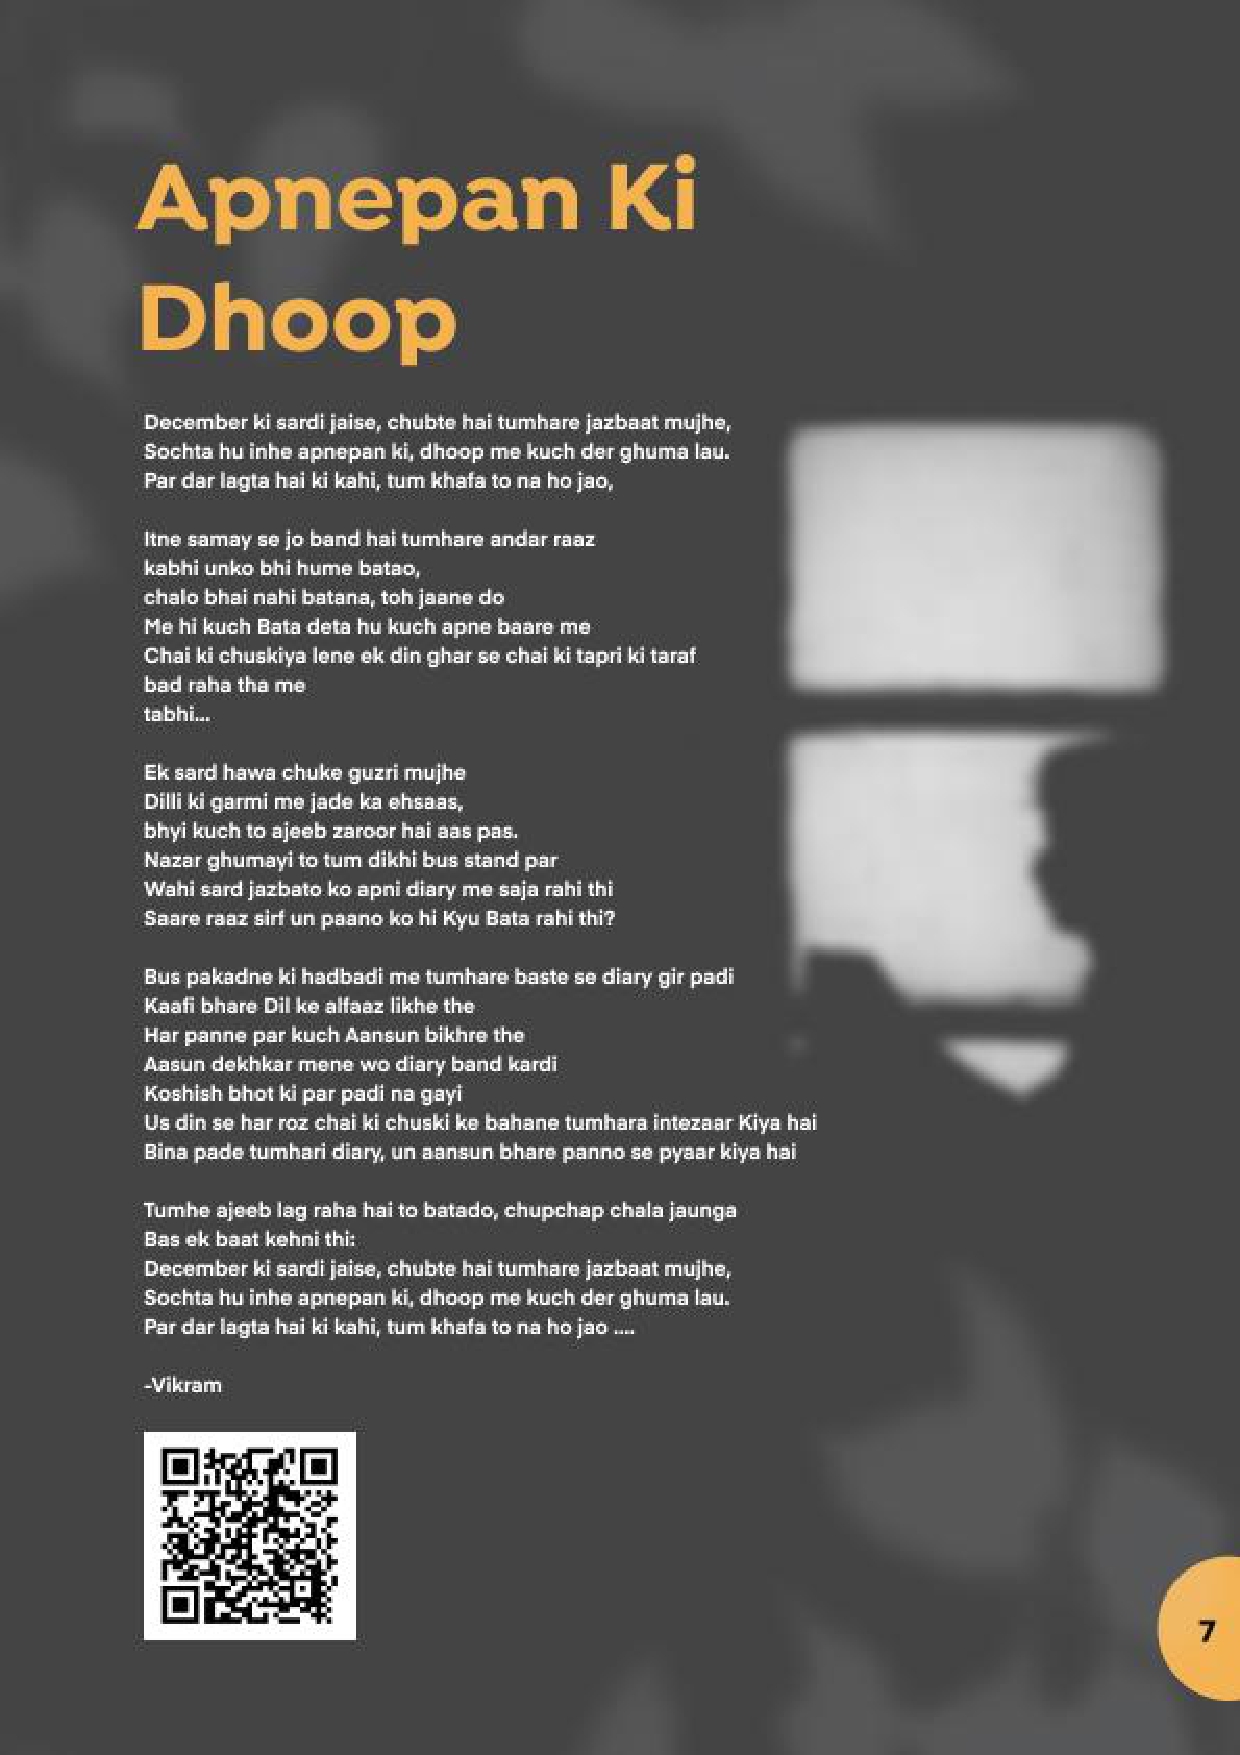 Apnepan Ki
Dhoop
December ki sardi jaise, chubte hai tumhare jazbaat mujhe,
Sochta hu inhe apnepan ki, dhoop me kuch der ghuma lau.
Par dar lagta hai ki kahi, tum khafa to na ho jao,
Itne samay se jo band hai tumhare andar raaz
kabhi unko bhi hume batao,
chalo bhai nahi batana, toh jaane do
Me hi kuch Bata deta hu kuch apne baare me
Chai ki chuskiya lene ek din ghar se chai ki tapri ki taraf
bad raha tha me
tabhi...
Ek sard hawa chuke guzri mujhe
Dilli ki garmi me jade ka ehsaas,
bhyi kuch to ajeeb zaroor hai aas pas.
Nazar ghumayi to tum dikhi bus stand par
Wahi sard jazbato ko apni diary me saja rahi thi
Saare raaz sirf un paano ko hi Kyu Bata rahi thi?
Bus pakadne ki hadbadi me tumhare baste se diary gir padi
Kaafi bhare Dil ke alfaaz likhe the
Har panne par kuch Aansun bikhre the
Aasun dekhkar mene wo diary band kardi
Koshish bhot ki par padi na gayi
Us din se har roz chai ki chuski ke bahane tumhara intezaar Kiya hai
Bina pade tumhari diary, un aansun bhare panno se pyaar kiya hai
Tumhe ajeeb lag raha hai to batado, chupchap chala jaunga
Bas ek baat kehni thi:
December ki sardi jaise, chubte hai tumhare jazbaat mujhe,
Sochta hu inhe apnepan ki, dhoop me kuch der ghuma lau.
Par dar lagta hai ki kahi, tum khafa to na ho jao ....
-Vikram
7